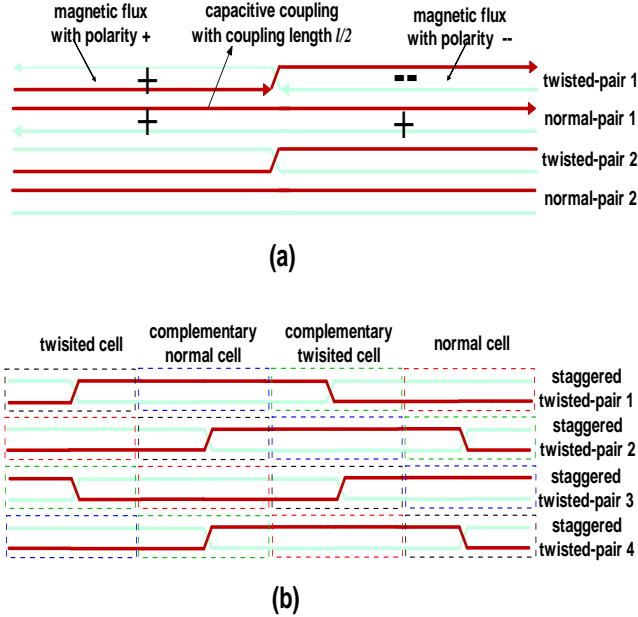 magnetic flux
with polarity +
capacitive coupling
with coupling length l/2
magnetic flux
with polarity --
+
--
twisted-pair 1
+
+
normal-pair 1
twisted-pair 2
normal-pair 2
(a)
twisited cell
complementary
normal cell
complementary
twisited cell
normal cell
staggered
twisted-pair 1
staggered
twisted-pair 2
staggered
twisted-pair 3
staggered
twisted-pair 4
(b)